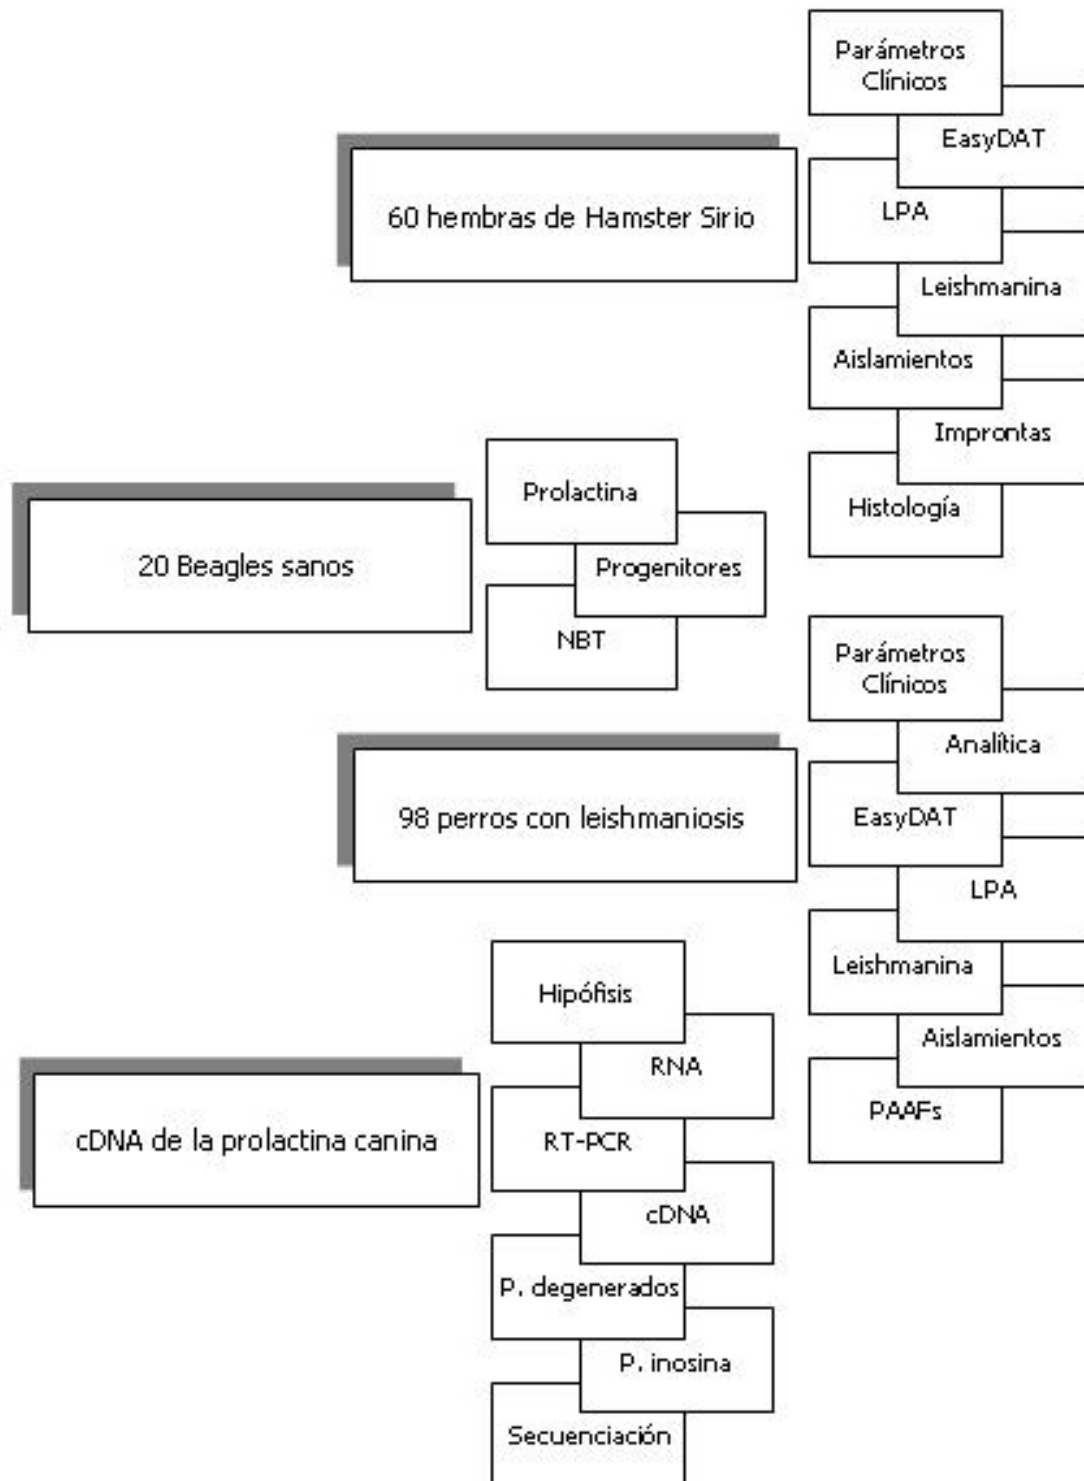 Parámetros
Clínicos
EasyDAT
60 hembras de Hamster Sirio
LPA
Leishmanina
Aislamientos
Improntas
Histología
Prolactina
20 Beagles sanos
Progenitores
NBT
Parámetros
Clínicos
Analítica
98 perros con leishmaniosis
EasyDAT
LPA
Leishmanina
Aislamientos
PAAFs
Hipófisis
RNA
cDNA de la prolactina canina
RT-PCR
cDNA
P. degenerados
P. inosina
Secuenciación